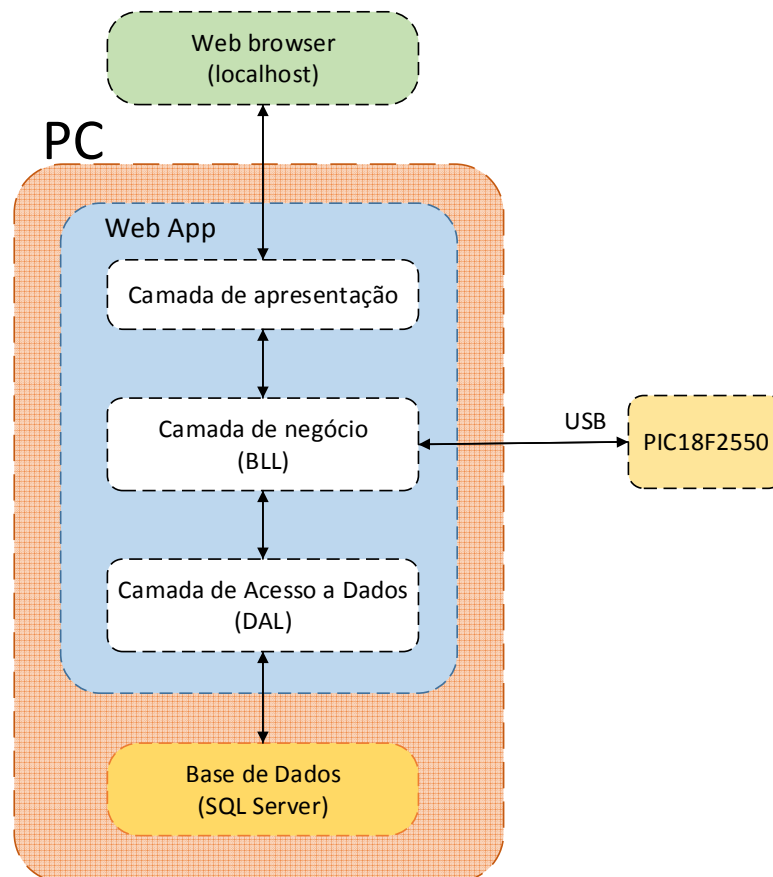 Web browser
(localhost)
PC
Web App
Camada de apresentação
Camada de negócio
(BLL)
USB
PIC18F2550
Camada de Acesso a Dados
(DAL)
Base de Dados
(SQL Server)